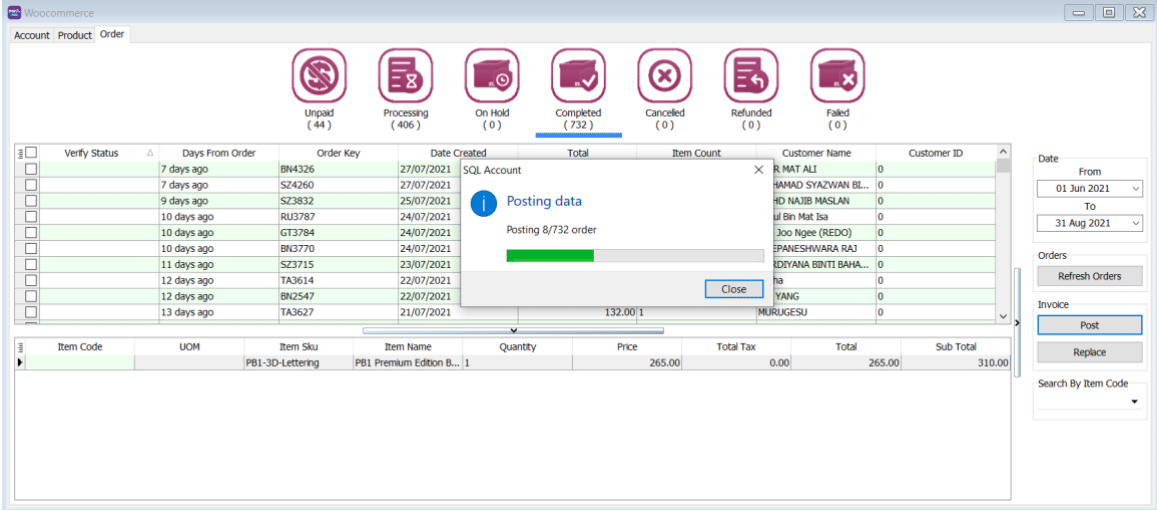 Woocommerce
Account Product Order
Unpaid
( 44 )
Processing
( 406 )
On Hold
( 0 )
Completed
( 732 )
Cancelled
( 0 )
Refunded
( 0 )
Failed
( 0 )
Verify Status Days From Order Order Key Date Created Total Item Count Customer Name Customer ID
7 days ago BN4326 27/07/2021 MAT ALI 0
7 days ago SZ4260 27/07/2021 SYAZWAN BI... 0
9 days ago SZ3832 25/07/2021 NAJIB MASLAN 0
10 days ago RU3787 24/07/2021 Bin Mat Isa 0
10 days ago GT3784 24/07/2021 Joo Ngee (REDO) 0
10 days ago BN3770 24/07/2021 RAJ 0
11 days ago SZ3715 23/07/2021 BINTI BAHA... 0
12 days ago TA3614 22/07/2021 0
12 days ago BN2547 22/07/2021 YANG 0
13 days ago TA3627 21/07/2021 132.00 1 MURUGESU 0
SQL Account
Posting data
Posting 8/732 order
Close
Date
From
01 Jun 2021
To
31 Aug 2021
Orders
Refresh Orders
Invoice
Post
Replace
Search By Item Code
Item Code UOM Item Sku Item Name Quantity Price Total Tax Total Sub Total
PB1-3D-Lettering PB1 Premium Edition B... 1 265.00 0.00 265.00 310.00